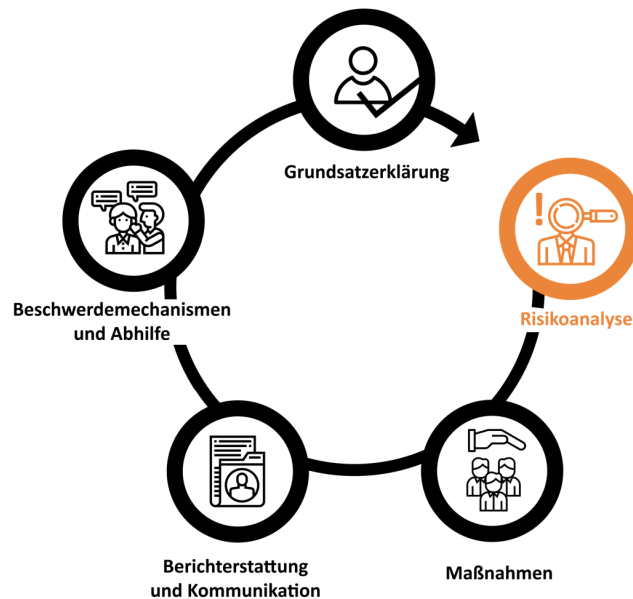 Grundsatzerklärung
Risikoanalyse
Maßnahmen
Berichterstattung
und Kommunikation
Beschwerdemechanismen
und Abhilfe